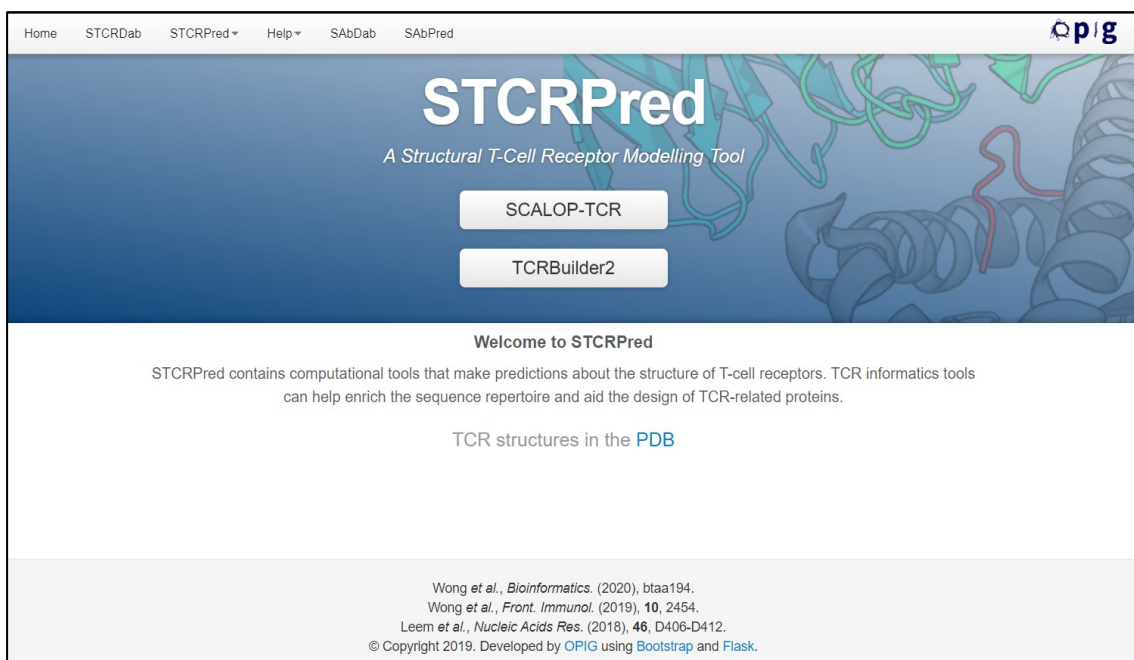 Home STCRDab STCRPred Help SAbDab SAbPred opig
STCRPred
A Structural T-Cell Receptor Modelling Tool
SCALOP-TCR
TCRBuilder2
Welcome to STCRPred
STCRPred contains computational tools that make predictions about the structure of T-cell receptors. TCR informatics tools
can help enrich the sequence repertoire and aid the design of TCR-related proteins.
TCR structures in the PDB
Wong et al., Bioinformatics. (2020), btaa194.
Wong et al., Front. Immunol. (2019), 10, 2454.
Leem et al., Nucleic Acids Res. (2018), 46, D406-D412.
© Copyright 2019. Developed by OPIG using Bootstrap and Flask.